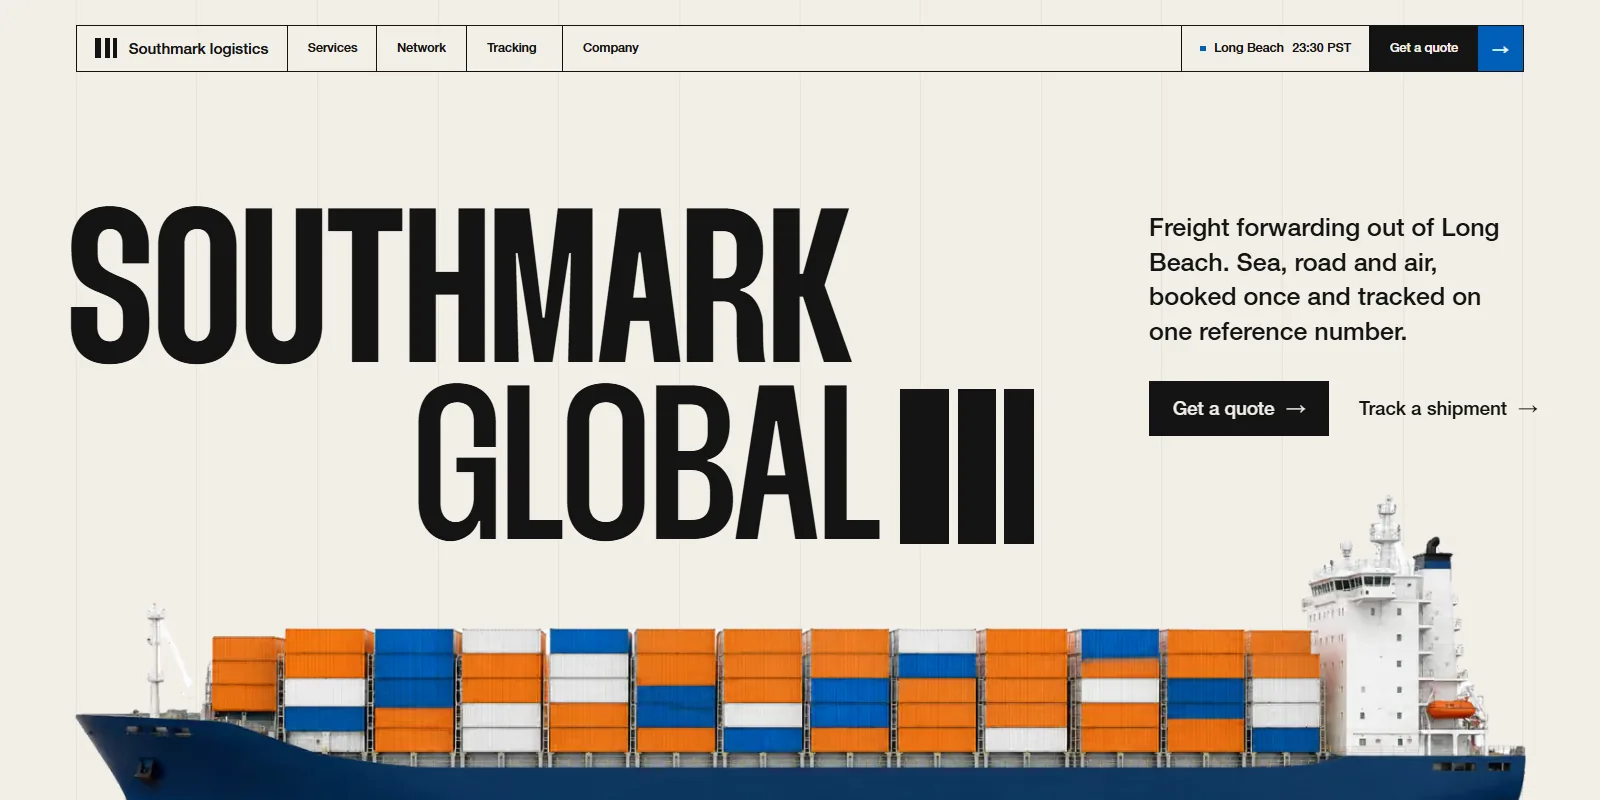 Southmark logistics
Services
Network
Tracking
Company
Long Beach 23:30 PST
Get a quote →
SOUTHMARK
GLOBAL
Freight forwarding out of Long
Beach. Sea, road and air,
booked once and tracked on
one reference number.
Get a quote →
Track a shipment →